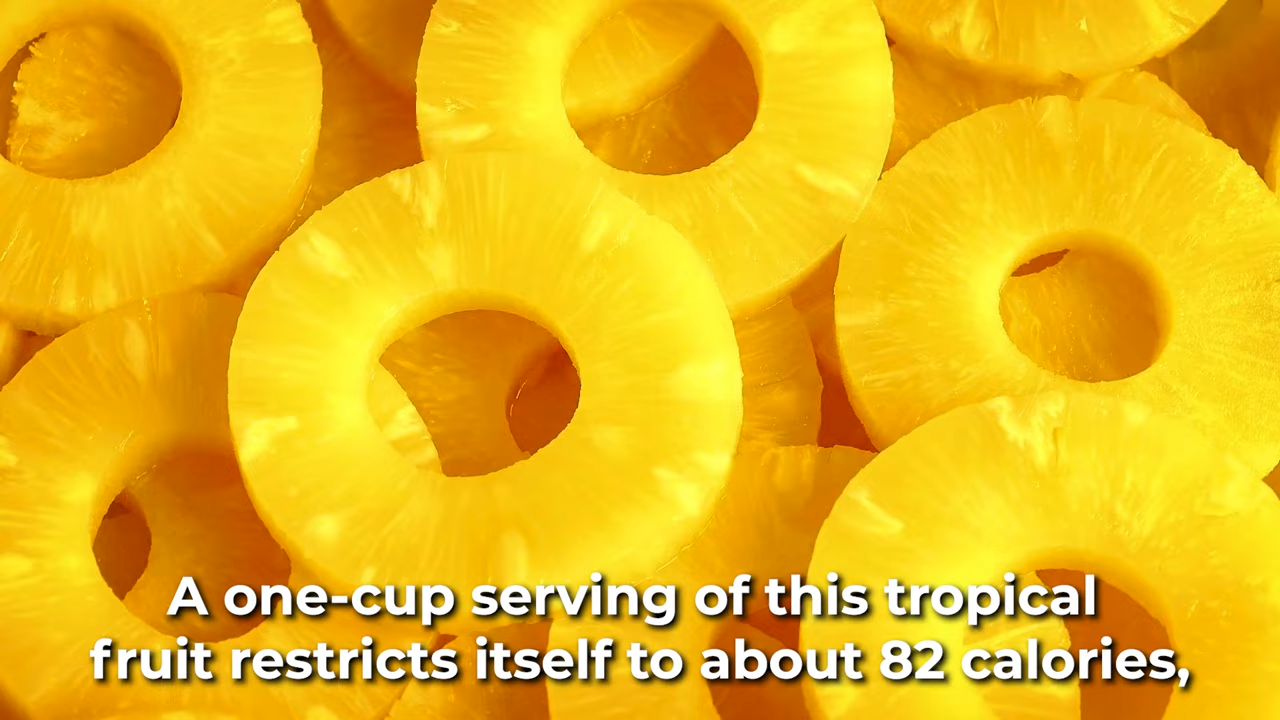 A one-cup serving of this tropical
fruit restricts itself to about 82 calories,